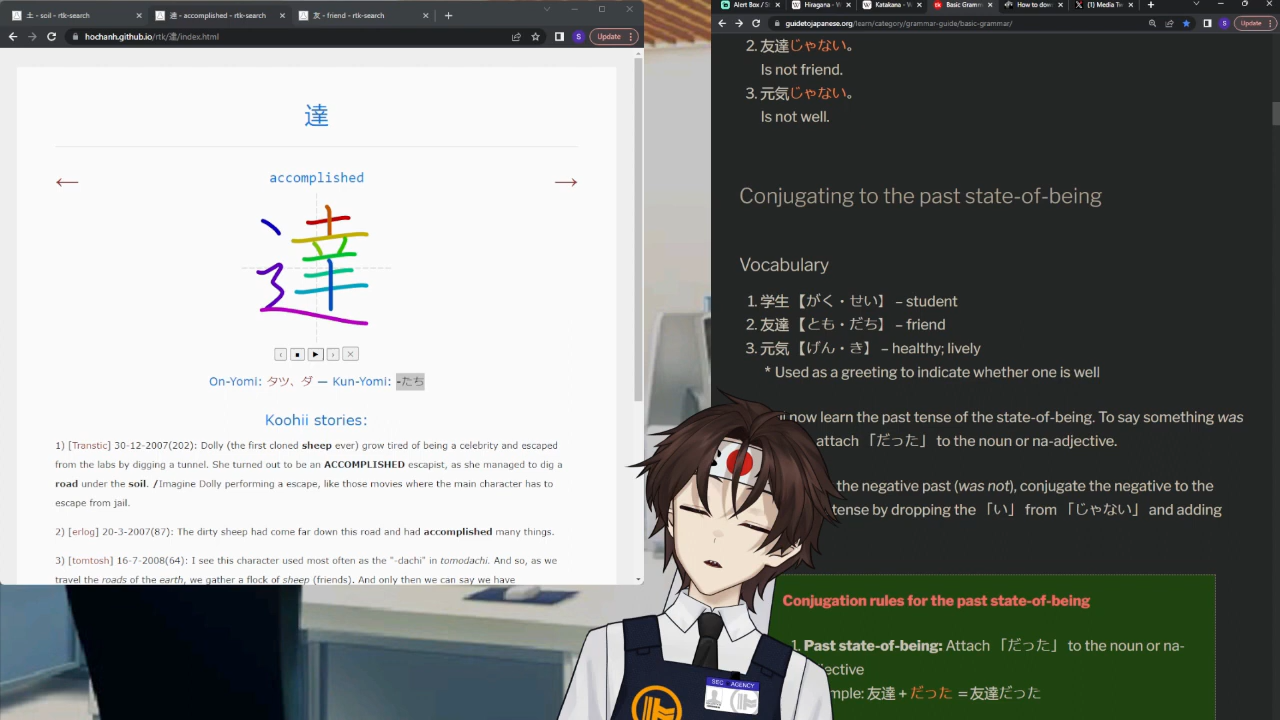 土 - soil - rtk-search
達 - accomplished - rtk-search
友 - friend - rtk-search
hochanh.github.io/rtk/達/index.html
S
Update
達
accomplished
On-Yomi: タツ、ダ — Kun-Yomi: -たち
Koohii stories:
1) [Transtic] 30-12-2007(202): Dolly (the first cloned sheep ever) grow tired of being a celebrity and escaped
from the labs by digging a tunnel. She turned out to be an ACCOMPLISHED escapist, as she managed to dig a
road under the soil. / Imagine Dolly performing a escape, like those movies where the main character has to
escape from jail.
2) [erlog] 20-3-2007(87): The dirty sheep had come far down this road and had accomplished many things.
3) [tomtosh] 16-7-2008(64): I see this character used most often as the "-dachi" in tomodachi. And so, as we
travel the roads of the earth, we gather a flock of sheep (friends). And only then we can say we have
Alert Box / St
Hiragana - W
Katakana - W
Basic Gramm
How to dow
(1) Media Tw
guidetojapanese.org/learn/category/grammar-guide/basic-grammar/
S
Update
2. 友達じゃない。
Is not friend.
3. 元気じゃない。
Is not well.
Conjugating to the past state-of-being
Vocabulary
1. 学生 【がく・せい】 – student
2. 友達 【とも・だち】 – friend
3. 元気 【げん・き】 – healthy; lively
* Used as a greeting to indicate whether one is well
now learn the past tense of the state-of-being. To say something was
attach 「だった」 to the noun or na-adjective.
the negative past (was not), conjugate the negative to the
tense by dropping the 「い」 from 「じゃない」 and adding
Conjugation rules for the past state-of-being
1. Past state-of-being: Attach 「だった」 to the noun or na-
jective
mple: 友達 + だった = 友達だった
SEC. AGENCY